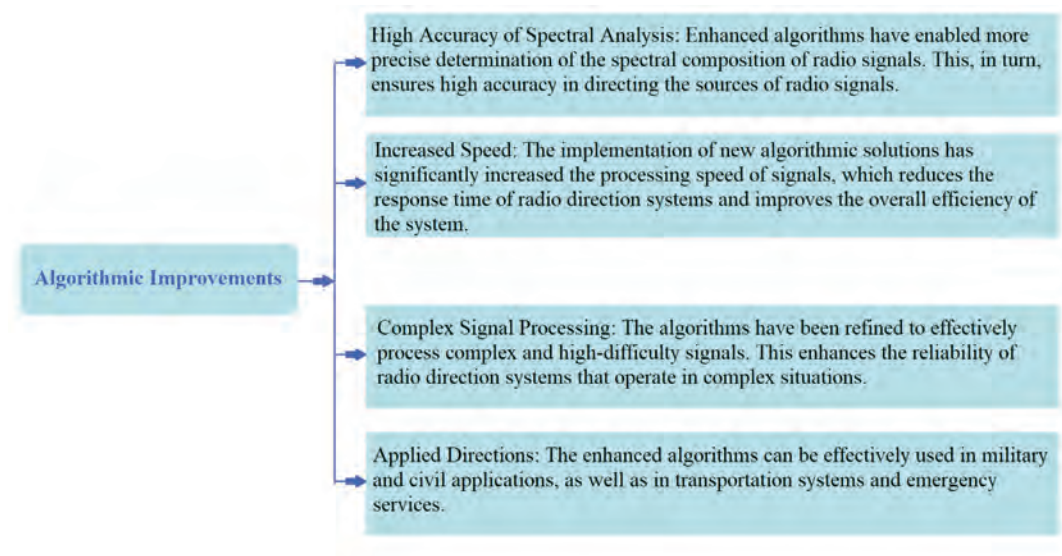 High Accuracy of Spectral Analysis: Enhanced algorithms have enabled more
precise determination of the spectral composition of radio signals. This, in turn,
ensures high accuracy in directing the sources of radio signals.
Increased Speed: The implementation of new algorithmic solutions has
significantly increased the processing speed of signals, which reduces the
response time of radio direction systems and improves the overall efficiency of
the system.
Algorithmic Improvements
Complex Signal Processing: The algorithms have been refined to effectively
process complex and high-difficulty signals. This enhances the reliability of
radio direction systems that operate in complex situations.
Applied Directions: The enhanced algorithms can be effectively used in military
and civil applications, as well as in transportation systems and emergency
services.